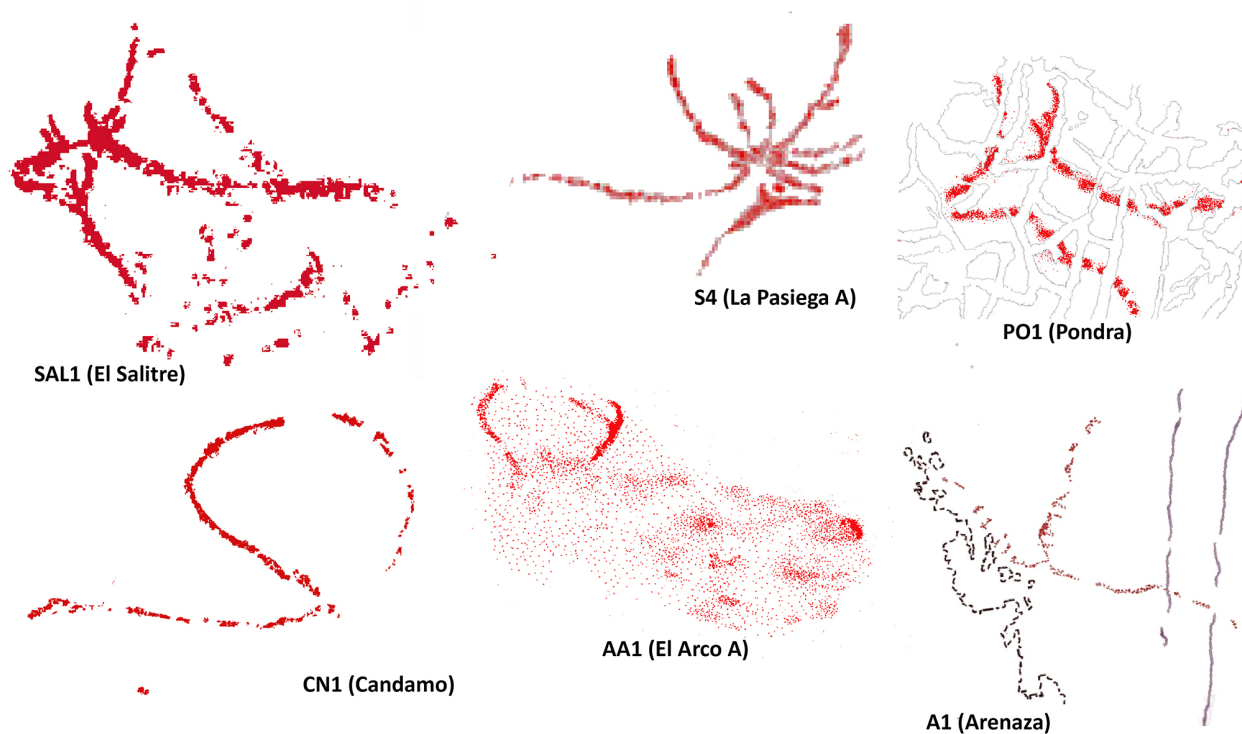 SAL1 (El Salitre)
S4 (La Pasiega A)
PO1 (Pondra)
CN1 (Candamo)
AA1 (El Arco A)
A1 (Arenaza)